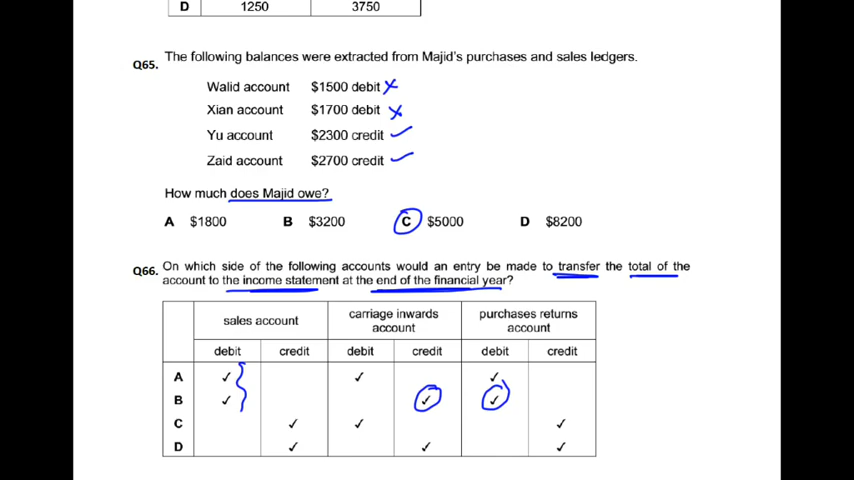 D 1250 3750
Q65. The following balances were extracted from Majid's purchases and sales ledgers.
Walid account $1500 debit ✗
Xian account $1700 debit ✗
Yu account $2300 credit ✓
Zaid account $2700 credit ✓
How much does Majid owe?
A $1800 B $3200 C $5000 D $8200
Q66. On which side of the following accounts would an entry be made to transfer the total of the
account to the income statement at the end of the financial year?
sales account carriage inwards account purchases returns account
debit credit debit credit debit credit
A ✓ ✓ ✓
B ✓ ✓ ✓
C ✓ ✓ ✓
D ✓ ✓ ✓